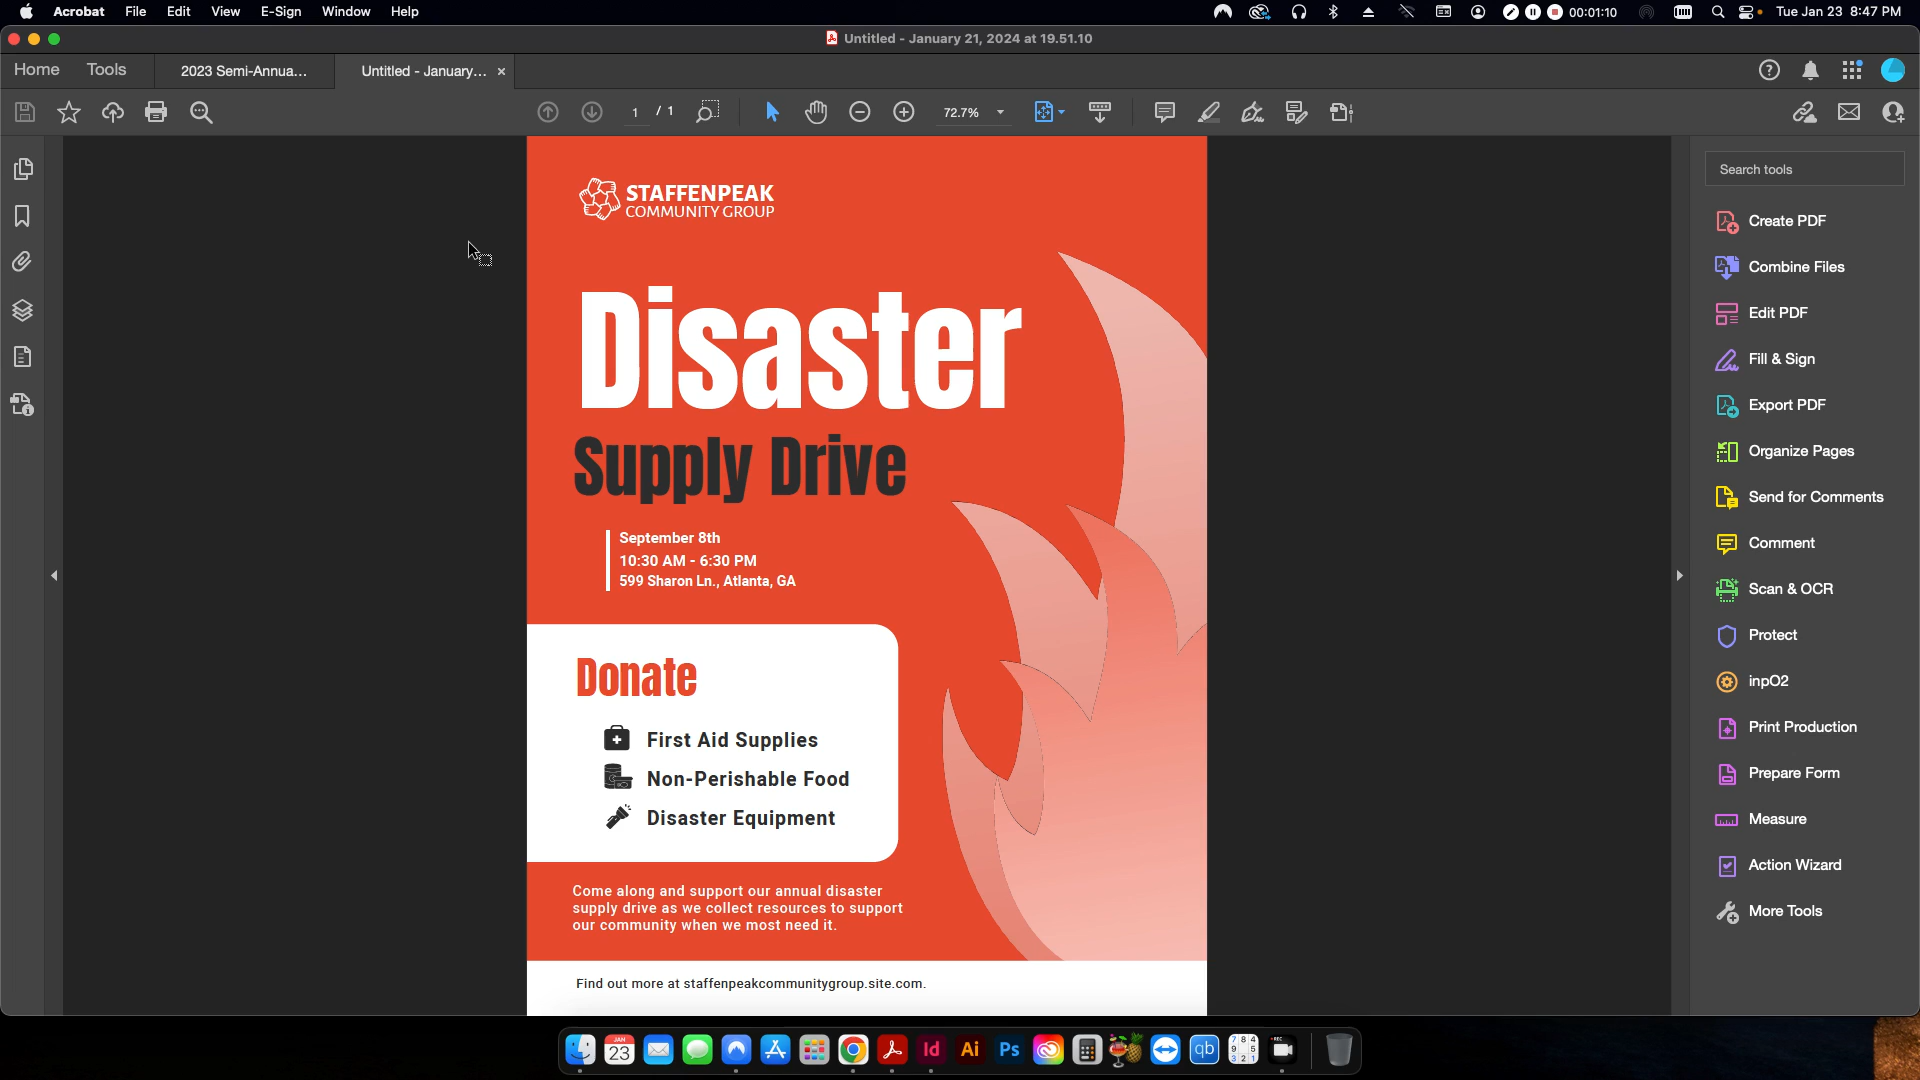 Acrobat File Edit View E-Sign Window Help
00:01:10 Tue Jan 23 8:47 PM
Untitled - January 21, 2024 at 19.51.10
Home Tools 2023 Semi-Annua... Untitled - January...
1 / 1 72.7%
Search tools
Create PDF
Combine Files
Edit PDF
Fill & Sign
Export PDF
Organize Pages
Send for Comments
Comment
Scan & OCR
Protect
inpO2
Print Production
Prepare Form
Measure
Action Wizard
More Tools
STAFFENPEAK
COMMUNITY GROUP
Disaster
Supply Drive
September 8th
10:30 AM - 6:30 PM
599 Sharon Ln., Atlanta, GA
Donate
First Aid Supplies
Non-Perishable Food
Disaster Equipment
Come along and support our annual disaster
supply drive as we collect resources to support
our community when we most need it.
Find out more at staffenpeakcommunitygroup.site.com.
JAN
23
Id Ai Ps qb